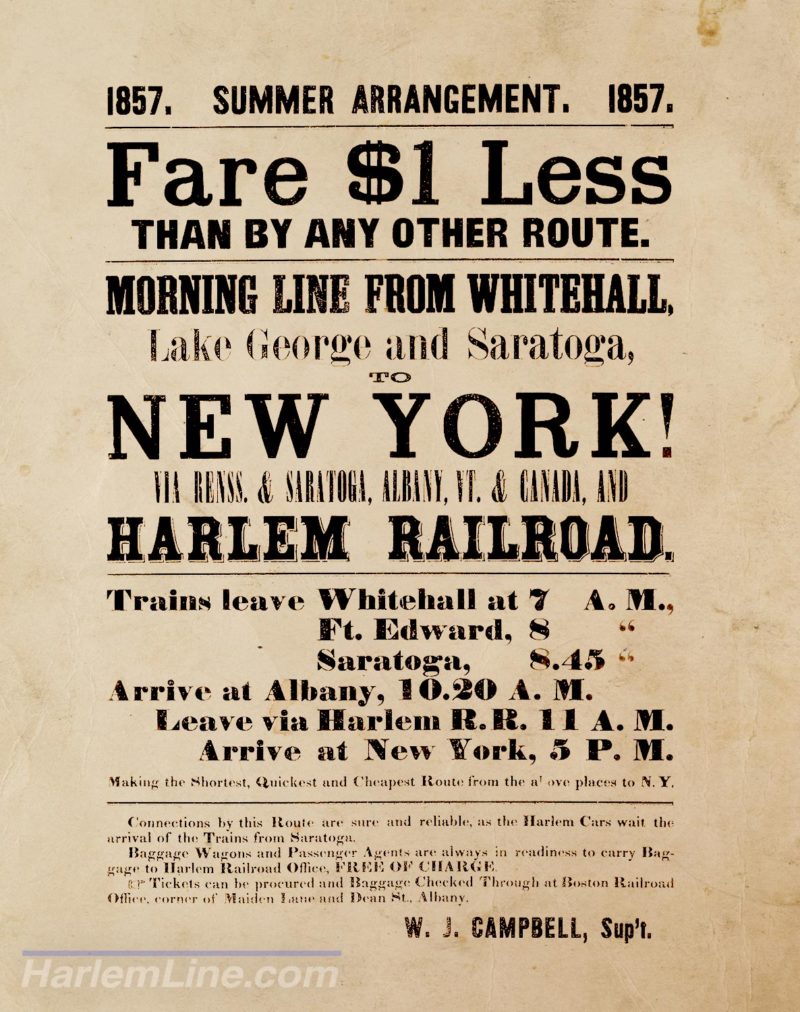 1857. SUMMER ARRANGEMENT. 1857.
Fare $1 Less
THAN BY ANY OTHER ROUTE.
MORNING LINE FROM WHITEHALL,
Lake George and Saratoga,
TO
NEW YORK!
VIA RENSS. & SARATOGA, ALBANY, VT. & CANADA, AND
HARLEM RAILROAD.
Trains leave Whitehall at 7 A. M.,
Ft. Edward, 8 "
Saratoga, 8.45 "
Arrive at Albany, 10.20 A. M.
Leave via Harlem R.R. 11 A. M.
Arrive at New York, 5 P. M.
Making the Shortest, Quickest and Cheapest Route from the above places to N. Y.
Connections by this Route are sure and reliable, as the Harlem Cars wait the
arrival of the Trains from Saratoga.
Baggage Wagons and Passenger Agents are always in readiness to carry Bag-
gage to Harlem Railroad Office, FREE OF CHARGE.
☞ Tickets can be procured and Baggage Checked Through at Boston Railroad
Office, corner of Maiden Lane and Dean St., Albany.
W. J. CAMPBELL, Sup't.
HarlemLine.com